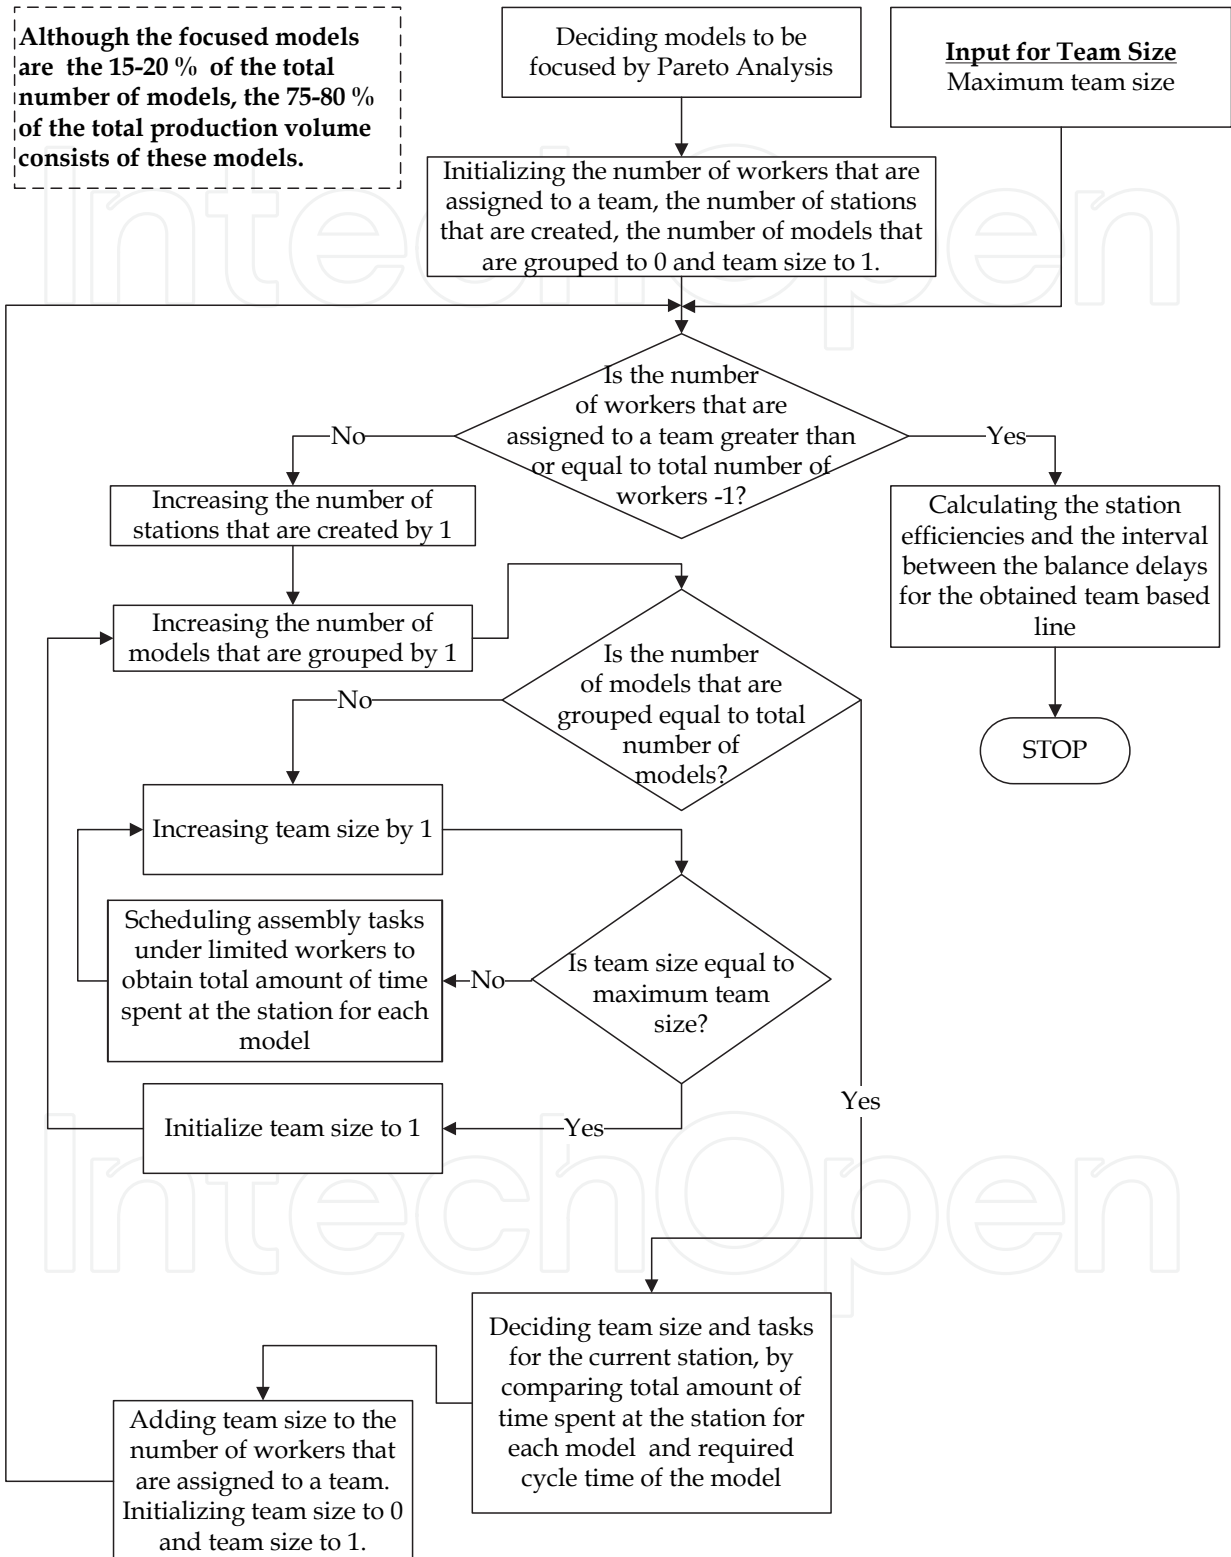 Although the focused models
are the 15-20 % of the total
number of models, the 75-80 %
of the total production volume
consists of these models.
Deciding models to be
focused by Pareto Analysis
Input for Team Size
Maximum team size
Initializing the number of workers that are
assigned to a team, the number of stations
that are created, the number of models that
are grouped to 0 and team size to 1.
Is the number
of workers that are
assigned to a team greater than
or equal to total number of
workers -1?
No
Yes
Increasing the number of
stations that are created by 1
Calculating the station
efficiencies and the interval
between the balance delays
for the obtained team based
line
Increasing the number of
models that are grouped by 1
Is the number
of models that are
grouped equal to total
number of
models?
No
STOP
Increasing team size by 1
Scheduling assembly tasks
under limited workers to
obtain total amount of time
spent at the station for each
model
No
Is team size equal to
maximum team
size?
Yes
Initialize team size to 1
Yes
Deciding team size and tasks
for the current station, by
comparing total amount of
time spent at the station for
each model and required
cycle time of the model
Adding team size to the
number of workers that
are assigned to a team.
Initializing team size to 0
and team size to 1.
IntechOpen
IntechOpen